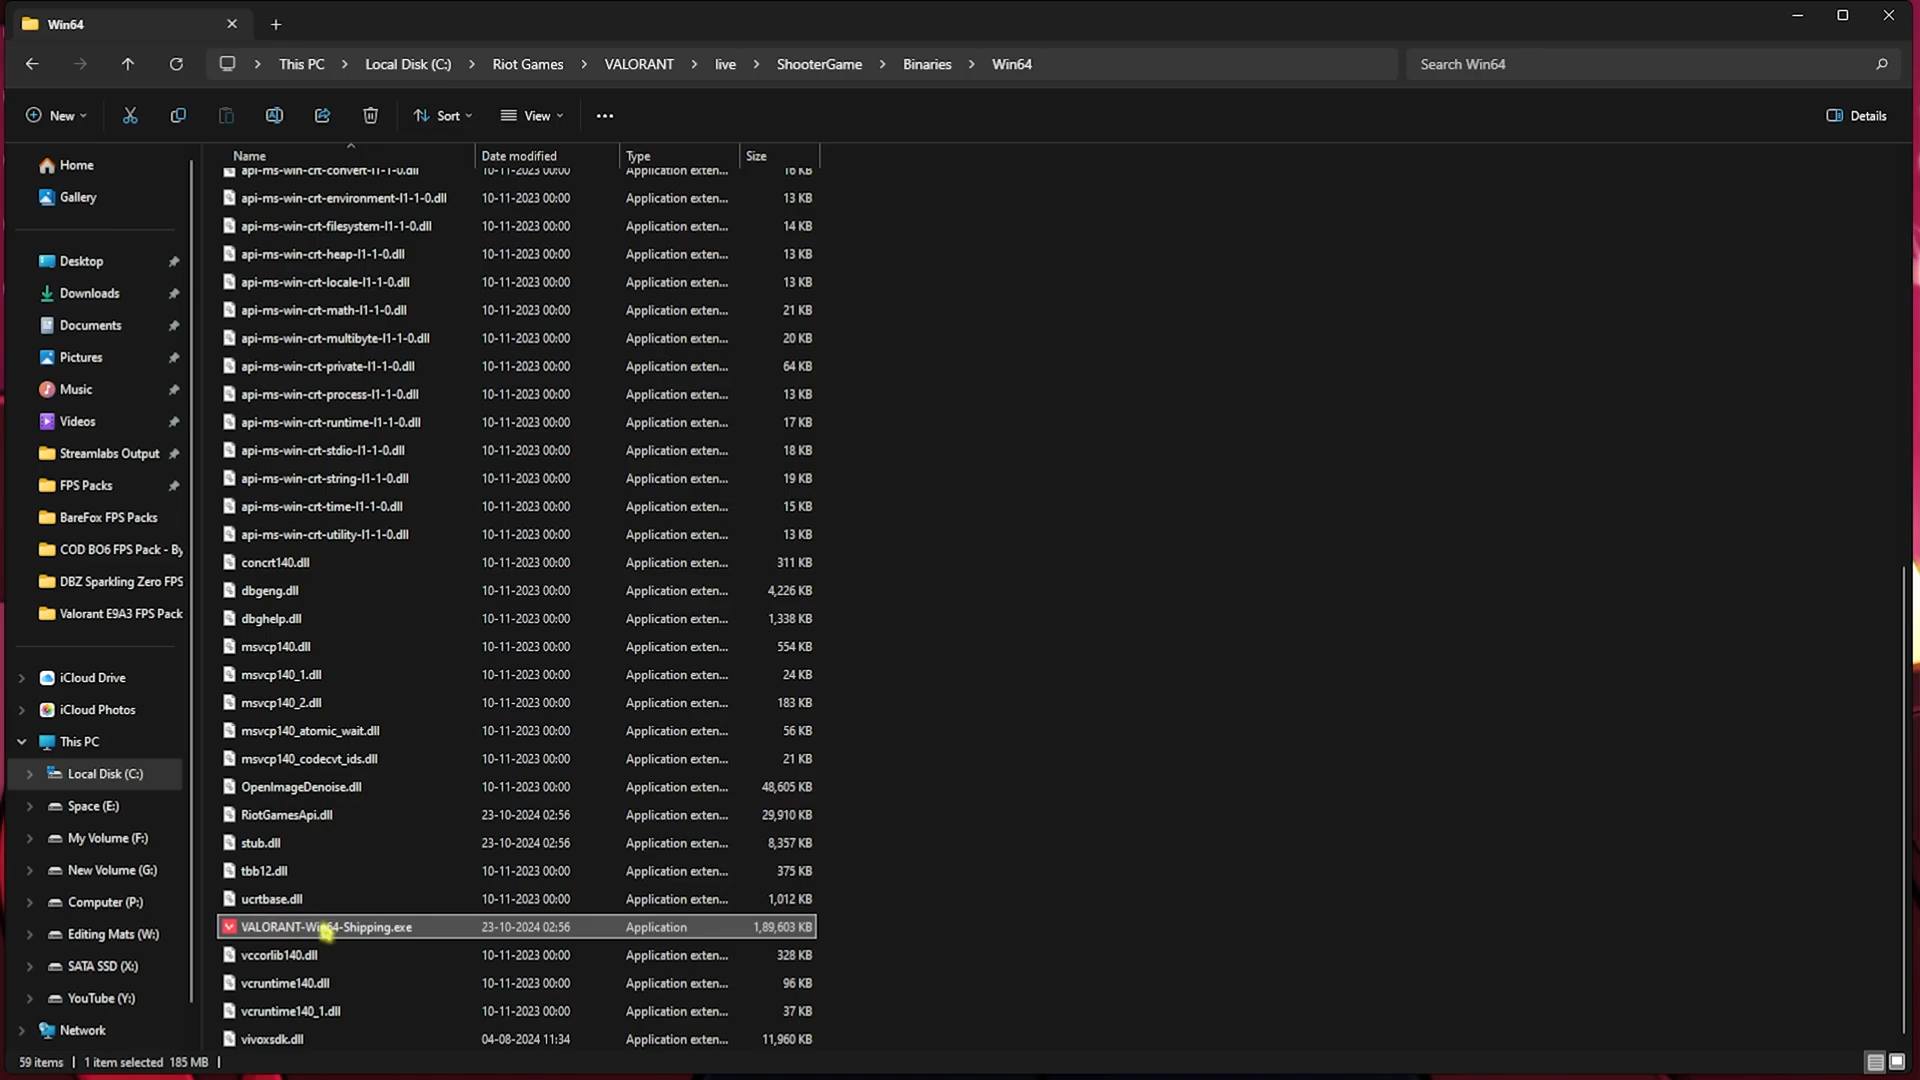 Win64
This PC Local Disk (C:) Riot Games VALORANT live ShooterGame Binaries Win64
Search Win64
New Sort View Details
Name Date modified Type Size
api-ms-win-crt-convert-l1-1-0.dll 10-11-2023 00:00 Application exten... 16 KB
api-ms-win-crt-environment-l1-1-0.dll 10-11-2023 00:00 Application exten... 13 KB
api-ms-win-crt-filesystem-l1-1-0.dll 10-11-2023 00:00 Application exten... 14 KB
api-ms-win-crt-heap-l1-1-0.dll 10-11-2023 00:00 Application exten... 13 KB
api-ms-win-crt-locale-l1-1-0.dll 10-11-2023 00:00 Application exten... 13 KB
api-ms-win-crt-math-l1-1-0.dll 10-11-2023 00:00 Application exten... 21 KB
api-ms-win-crt-multibyte-l1-1-0.dll 10-11-2023 00:00 Application exten... 20 KB
api-ms-win-crt-private-l1-1-0.dll 10-11-2023 00:00 Application exten... 64 KB
api-ms-win-crt-process-l1-1-0.dll 10-11-2023 00:00 Application exten... 13 KB
api-ms-win-crt-runtime-l1-1-0.dll 10-11-2023 00:00 Application exten... 17 KB
api-ms-win-crt-stdio-l1-1-0.dll 10-11-2023 00:00 Application exten... 18 KB
api-ms-win-crt-string-l1-1-0.dll 10-11-2023 00:00 Application exten... 19 KB
api-ms-win-crt-time-l1-1-0.dll 10-11-2023 00:00 Application exten... 15 KB
api-ms-win-crt-utility-l1-1-0.dll 10-11-2023 00:00 Application exten... 13 KB
concrt140.dll 10-11-2023 00:00 Application exten... 311 KB
dbgeng.dll 10-11-2023 00:00 Application exten... 4,226 KB
dbghelp.dll 10-11-2023 00:00 Application exten... 1,338 KB
msvcp140.dll 10-11-2023 00:00 Application exten... 554 KB
msvcp140_1.dll 10-11-2023 00:00 Application exten... 24 KB
msvcp140_2.dll 10-11-2023 00:00 Application exten... 183 KB
msvcp140_atomic_wait.dll 10-11-2023 00:00 Application exten... 56 KB
msvcp140_codecvt_ids.dll 10-11-2023 00:00 Application exten... 21 KB
OpenImageDenoise.dll 10-11-2023 00:00 Application exten... 48,605 KB
RiotGamesApi.dll 23-10-2024 02:56 Application exten... 29,910 KB
stub.dll 23-10-2024 02:56 Application exten... 8,357 KB
tbb12.dll 10-11-2023 00:00 Application exten... 375 KB
ucrtbase.dll 10-11-2023 00:00 Application exten... 1,012 KB
VALORANT-Win64-Shipping.exe 23-10-2024 02:56 Application 1,89,603 KB
vccorlib140.dll 10-11-2023 00:00 Application exten... 328 KB
vcruntime140.dll 10-11-2023 00:00 Application exten... 96 KB
vcruntime140_1.dll 10-11-2023 00:00 Application exten... 37 KB
vivoxsdk.dll 04-08-2024 11:34 Application exten... 11,960 KB
Home
Gallery
Desktop
Downloads
Documents
Pictures
Music
Videos
Streamlabs Output
FPS Packs
BareFox FPS Packs
COD BO6 FPS Pack - By
DBZ Sparkling Zero FPS
Valorant E9A3 FPS Pack
iCloud Drive
iCloud Photos
This PC
Local Disk (C:)
Space (E:)
My Volume (F:)
New Volume (G:)
Computer (P:)
Editing Mats (W:)
SATA SSD (X:)
YouTube (Y:)
Network
59 items 1 item selected 185 MB